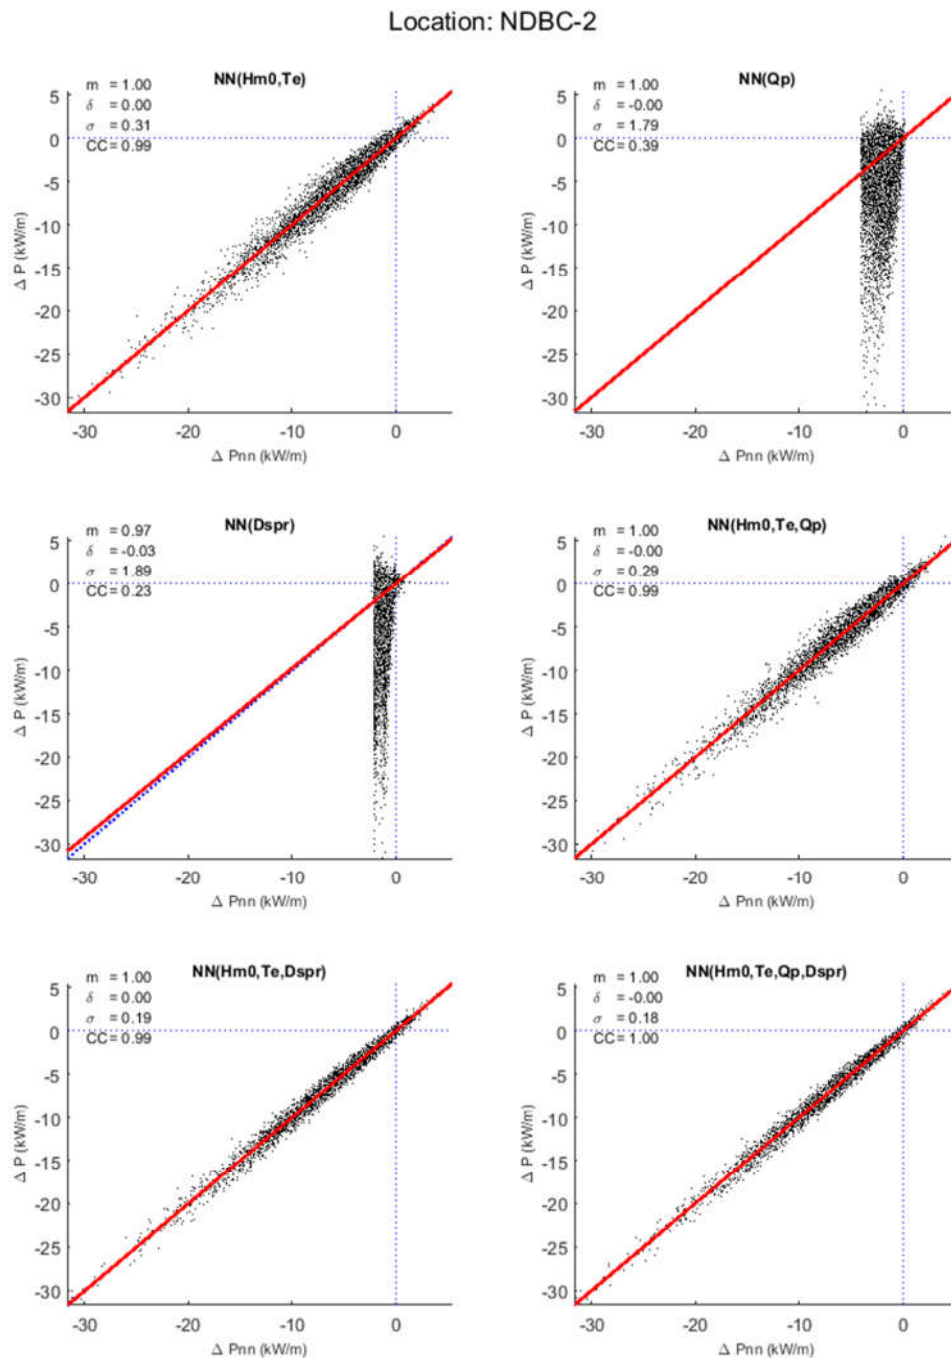 Location: NDBC-2
NN(Hm0,Te)
m = 1.00
δ = 0.00
σ = 0.31
CC = 0.99
5
0
-5
-10
-15
-20
-25
-30
Δ P (kW/m)
-30 -20 -10 0
Δ Pnn (kW/m)
NN(Qp)
m = 1.00
δ = -0.00
σ = 1.79
CC = 0.39
5
0
-5
-10
-15
-20
-25
-30
Δ P (kW/m)
-30 -20 -10 0
Δ Pnn (kW/m)
NN(Dspr)
m = 0.97
δ = -0.03
σ = 1.89
CC = 0.23
5
0
-5
-10
-15
-20
-25
-30
Δ P (kW/m)
-30 -20 -10 0
Δ Pnn (kW/m)
NN(Hm0,Te,Qp)
m = 1.00
δ = -0.00
σ = 0.29
CC = 0.99
5
0
-5
-10
-15
-20
-25
-30
Δ P (kW/m)
-30 -20 -10 0
Δ Pnn (kW/m)
NN(Hm0,Te,Dspr)
m = 1.00
δ = 0.00
σ = 0.19
CC = 0.99
5
0
-5
-10
-15
-20
-25
-30
Δ P (kW/m)
-30 -20 -10 0
Δ Pnn (kW/m)
NN(Hm0,Te,Qp,Dspr)
m = 1.00
δ = -0.00
σ = 0.18
CC = 1.00
5
0
-5
-10
-15
-20
-25
-30
Δ P (kW/m)
-30 -20 -10 0
Δ Pnn (kW/m)